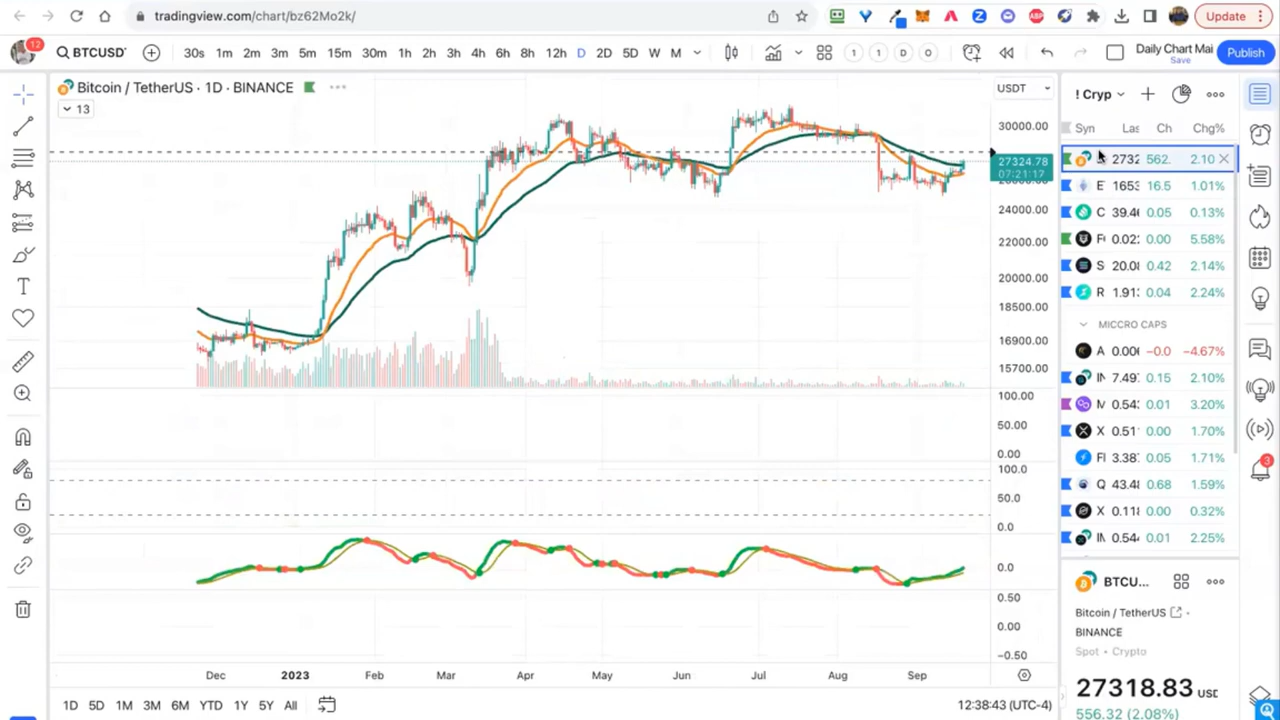 tradingview.com/chart/bz62Mo2k/
Update
12
BTCUSD
30s 1m 2m 3m 5m 15m 30m 1h 2h 3h 4h 6h 8h 12h D 2D 5D W M
1 1 D O
Daily Chart Mai
Save
Publish
Bitcoin / TetherUS · 1D · BINANCE
USDT
13
! Cryp
Syn Las Ch Chg%
30000.00
27324.78
07:21:17
24000.00
22000.00
20000.00
18500.00
16900.00
15700.00
100.00
50.00
0.00
100.0
50.0
0.0
0.0
0.50
0.00
−0.50
2732 562. 2.10
E 1653 16.5 1.01%
C 39.4 0.05 0.13%
0.02 0.00 5.58%
S 20.0 0.42 2.14%
R 1.91 0.04 2.24%
MICCRO CAPS
A 0.00 −0.0 −4.67%
7.49 0.15 2.10%
0.54 0.01 3.20%
X 0.51 0.00 1.70%
3.38 0.05 1.71%
Q 43.4 0.68 1.59%
X 0.11 0.00 0.32%
0.54 0.01 2.25%
3
BTCU...
Bitcoin / TetherUS
BINANCE
Spot • Crypto
27318.83 USD
556.32 (2.08%)
Dec 2023 Feb Mar Apr May Jun Jul Aug Sep
1D 5D 1M 3M 6M YTD 1Y 5Y All
12:38:43 (UTC-4)